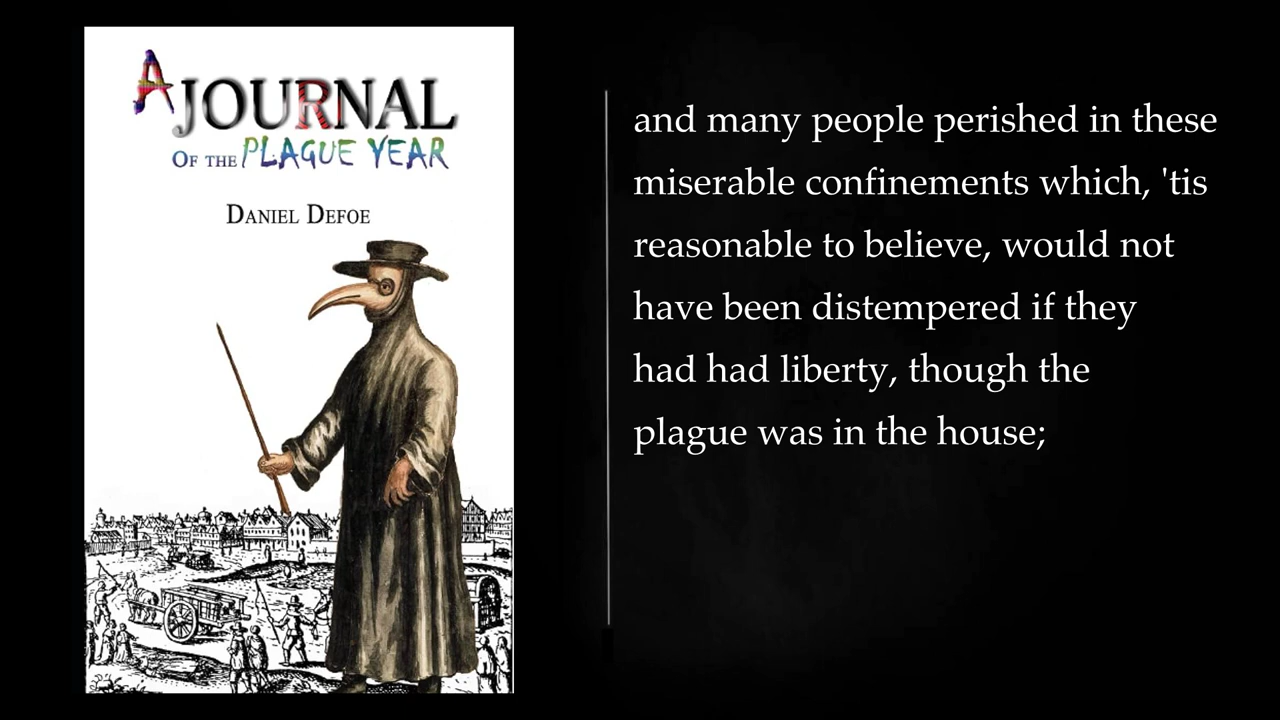 A JOURNAL
OF THE PLAGUE YEAR
DANIEL DEFOE
and many people perished in these
miserable confinements which, 'tis
reasonable to believe, would not
have been distempered if they
had had liberty, though the
plague was in the house;